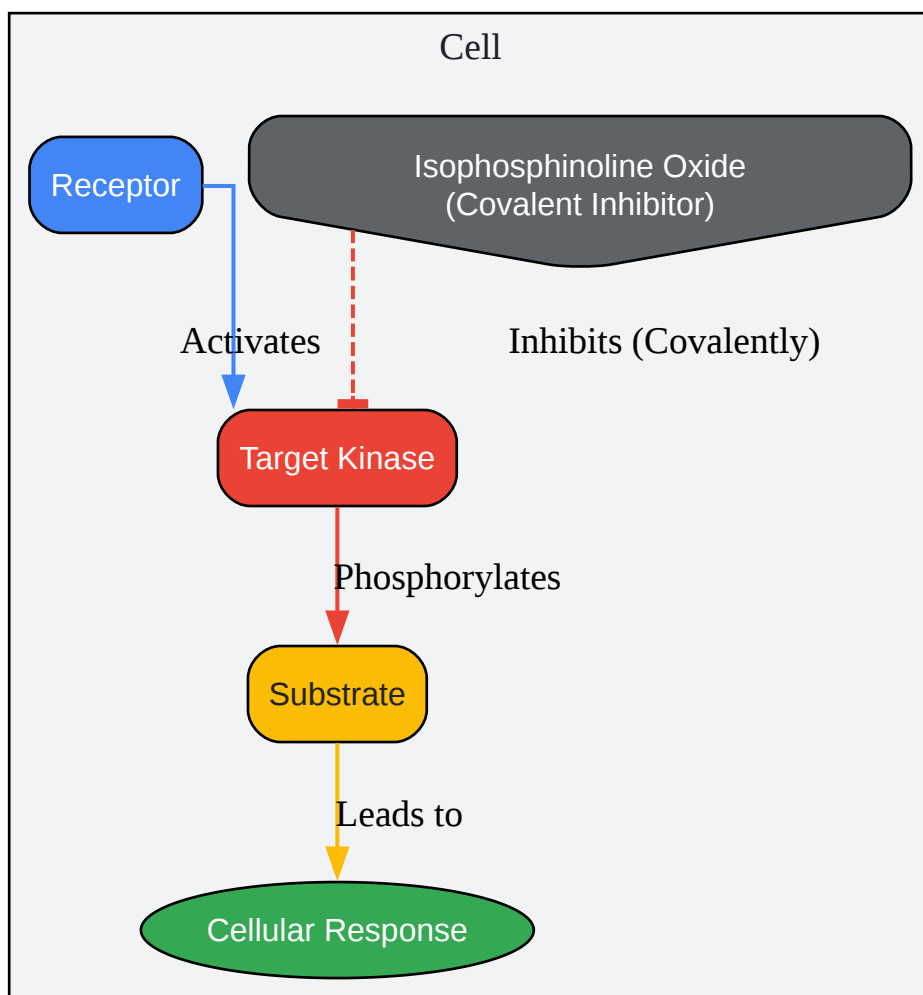 Cell
Receptor
Isophosphinoline Oxide
(Covalent Inhibitor)
Activates
Inhibits (Covalently)
Target Kinase
Phosphorylates
Substrate
Leads to
Cellular Response